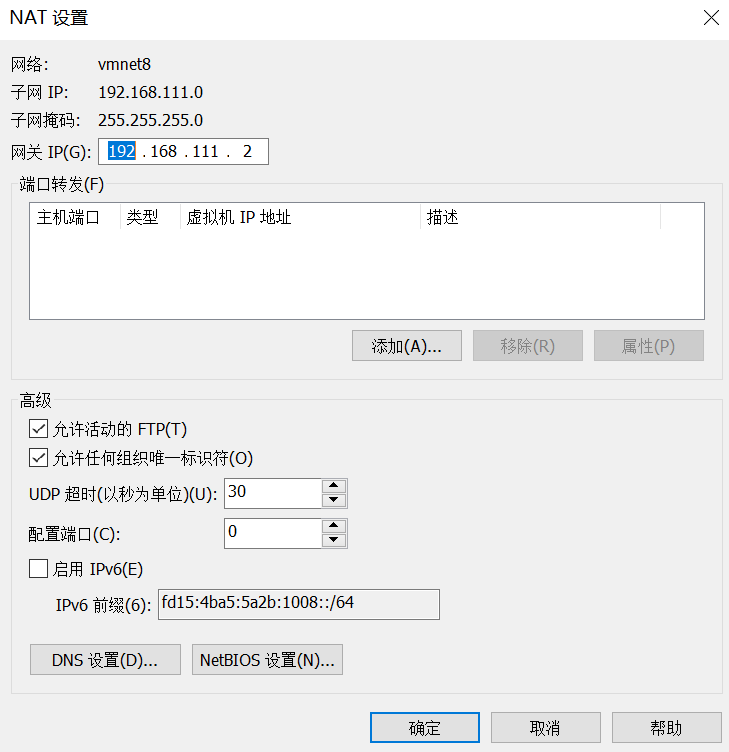 NAT 设置
网络: vmnet8
子网 IP: 192.168.111.0
子网掩码: 255.255.255.0
网关 IP(G): 192 . 168 . 111 . 2
端口转发(F)
主机端口 类型 虚拟机 IP 地址 描述
添加(A)... 移除(R) 属性(P)
高级
允许活动的 FTP(T)
允许任何组织唯一标识符(O)
UDP 超时(以秒为单位)(U): 30
配置端口(C): 0
启用 IPv6(E)
IPv6 前缀(6): fd15:4ba5:5a2b:1008::/64
DNS 设置(D)... NetBIOS 设置(N)...
确定 取消 帮助